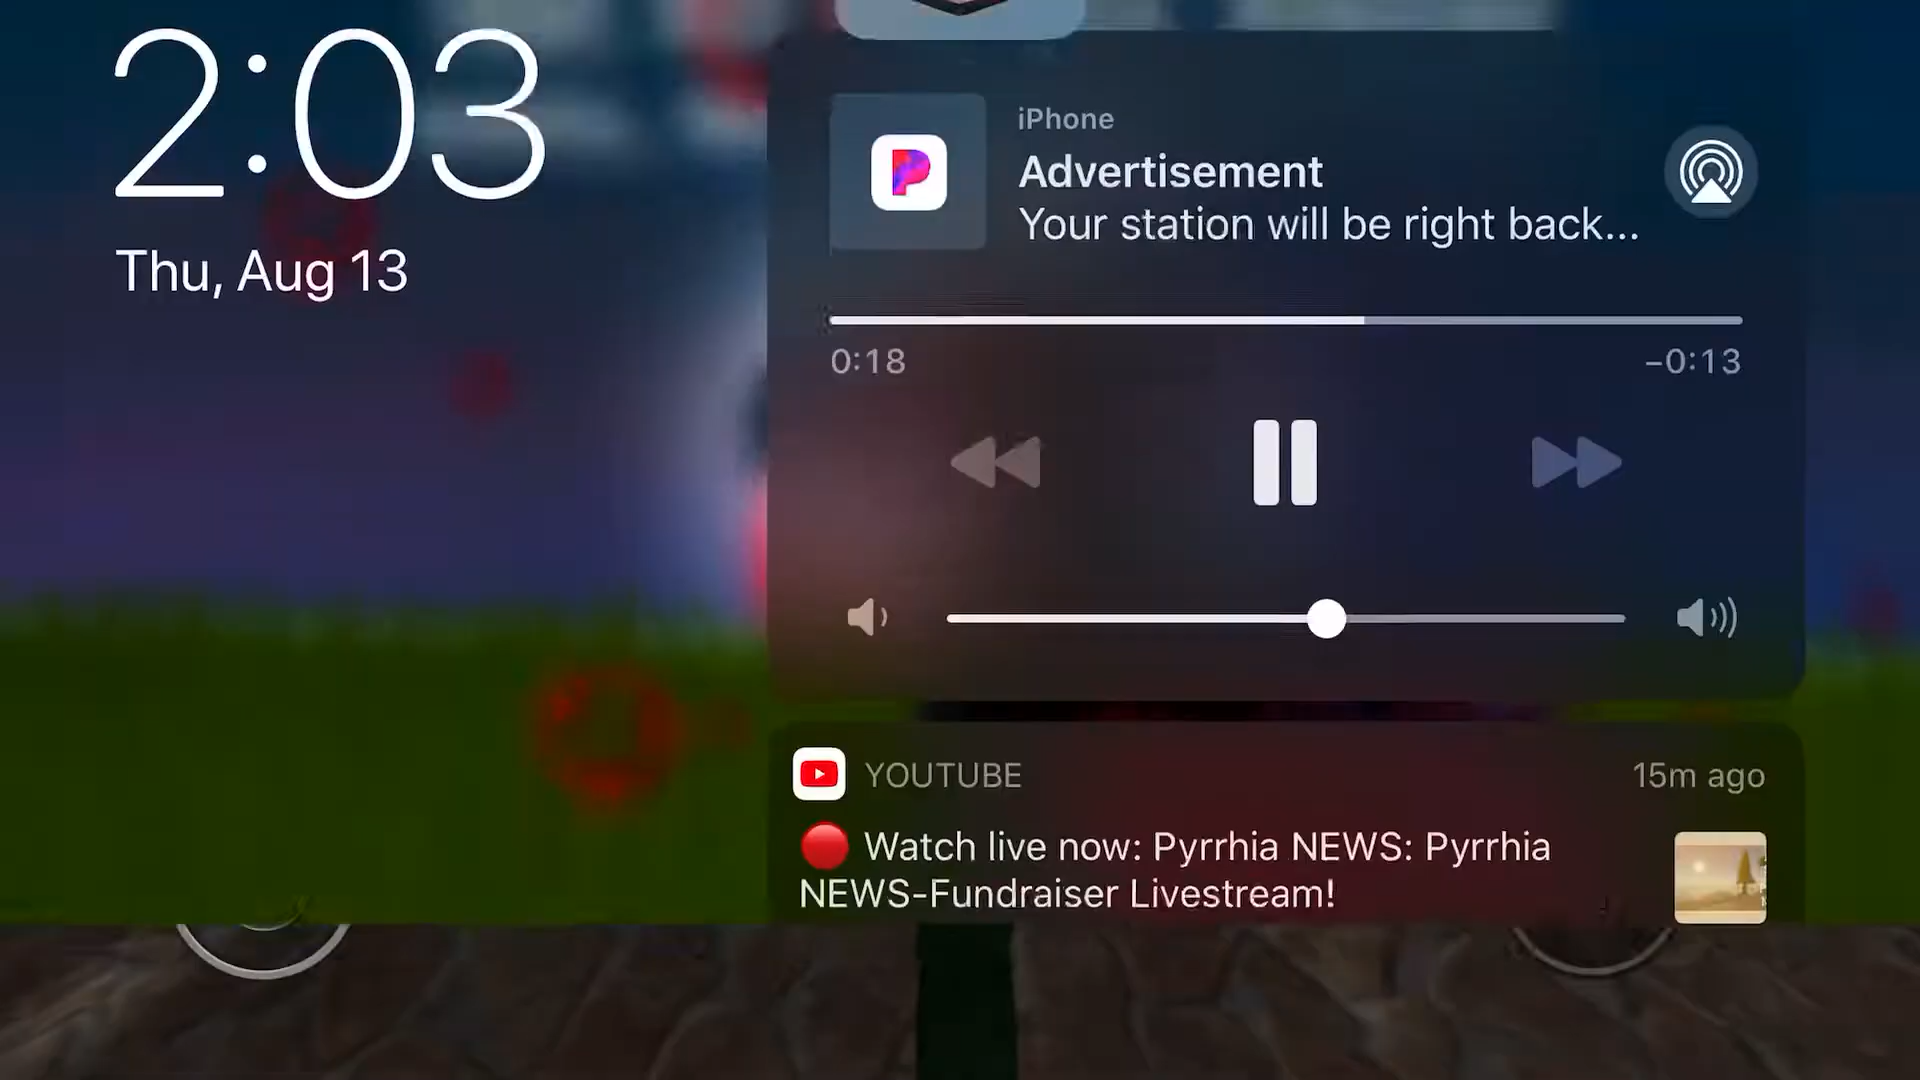 2:03
Thu, Aug 13
iPhone
Advertisement
Your station will be right back...
0:18
-0:13
YOUTUBE
15m ago
🔴 Watch live now: Pyrrhia NEWS: Pyrrhia
NEWS-Fundraiser Livestream!